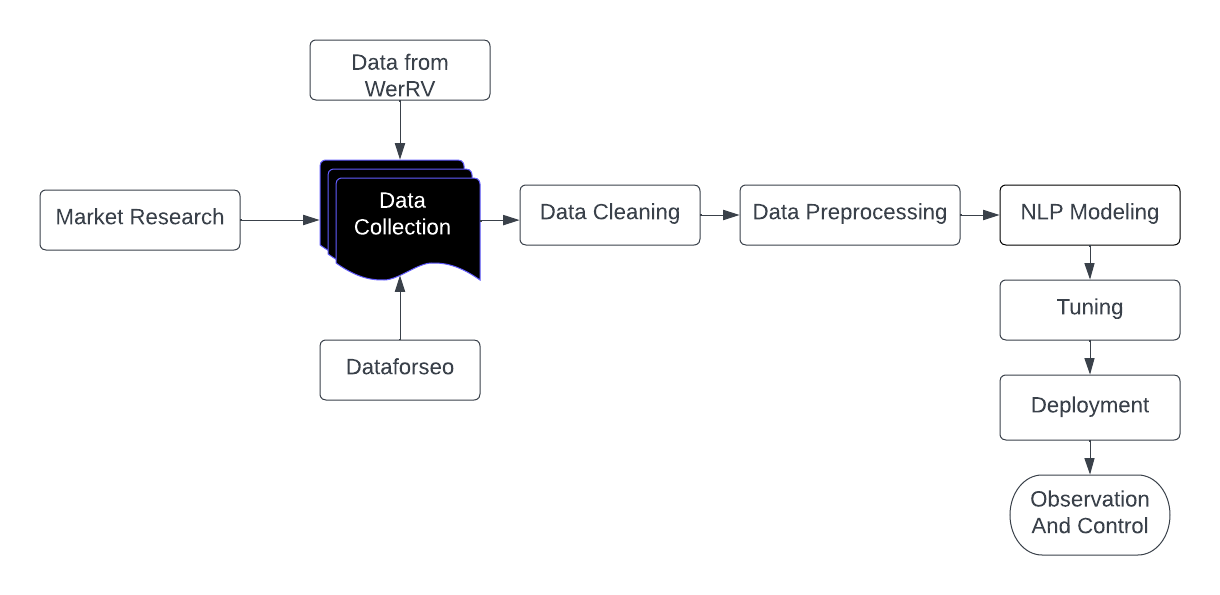 Data from
WerRV
Market Research
Data
Collection
Data Cleaning
Data Preprocessing
NLP Modeling
Tuning
Dataforseo
Deployment
Observation
And Control